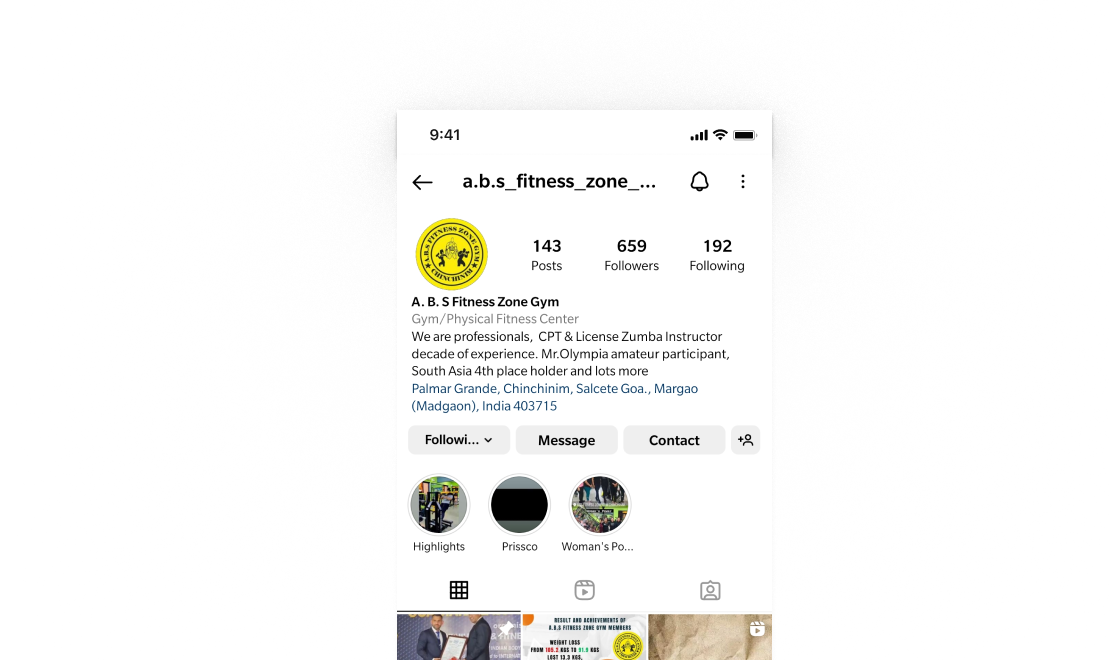 9:41
a.b.s_fitness_zone_...
A.B.S FITNESS ZONE GYM
CHINCHINIM
143 659 192
Posts Followers Following
A. B. S Fitness Zone Gym
Gym/Physical Fitness Center
We are professionals, CPT & License Zumba Instructor
decade of experience. Mr.Olympia amateur participant,
South Asia 4th place holder and lots more
Palmar Grande, Chinchinim, Salcete Goa., Margao
(Madgaon), India 403715
Followi... Message Contact
Highlights Prissco Woman's Po...
RESULT AND ACHIEVEMENTS OF
A.B.S FITNESS ZONE GYM MEMBERS
WEIGHT LOSS
FROM 105.2 KGS TO 91.9 KGS
LOST 13.3 KGS,